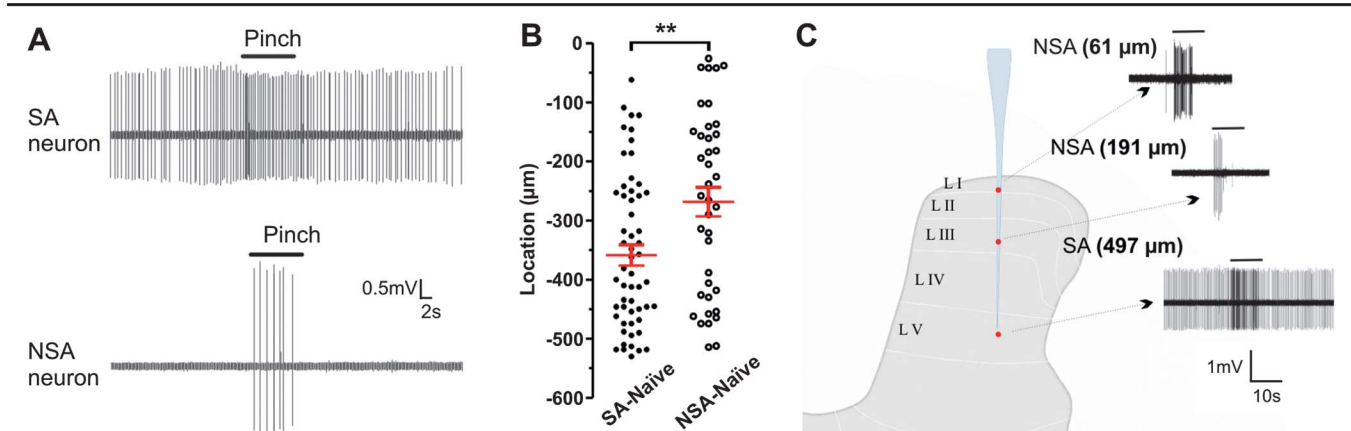 A
Pinch
SA
neuron
Pinch
0.5mV
2s
NSA
neuron
B
**
Location (µm)
0
-100
-200
-300
-400
-500
-600
SA-Naïve
NSA-Naïve
C
NSA (61 µm)
NSA (191 µm)
SA (497 µm)
L I
L II
L III
L IV
L V
1mV
10s